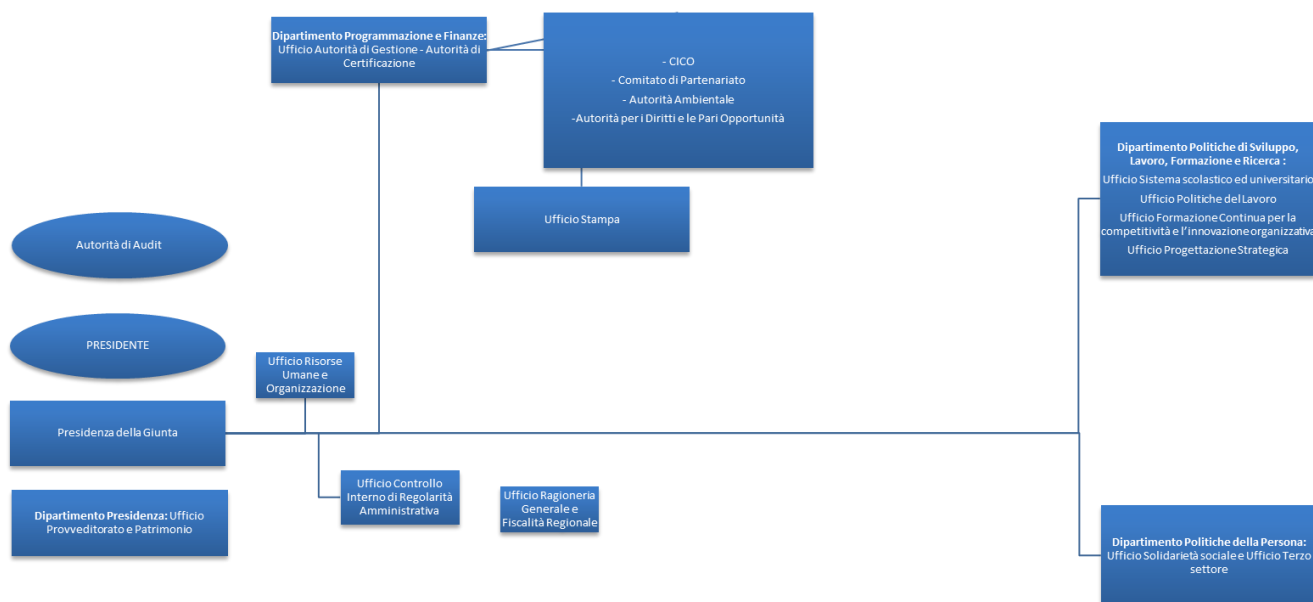 Dipartimento Programmazione e Finanze:
Ufficio Autorità di Gestione - Autorità di
Certificazione
- CICO
- Comitato di Partenariato
- Autorità Ambientale
-Autorità per i Diritti e le Pari Opportunità
Ufficio Stampa
Dipartimento Politiche di Sviluppo,
Lavoro, Formazione e Ricerca :
Ufficio Sistema scolastico ed universitario
Ufficio Politiche del Lavoro
Ufficio Formazione Continua per la
competitività e l'innovazione organizzativa
Ufficio Progettazione Strategica
Autorità di Audit
PRESIDENTE
Ufficio Risorse
Umane e
Organizzazione
Presidenza della Giunta
Dipartimento Presidenza: Ufficio
Provveditorato e Patrimonio
Ufficio Controllo
Interno di Regolarità
Amministrativa
Ufficio Ragioneria
Generale e
Fiscalità Regionale
Dipartimento Politiche della Persona:
Ufficio Solidarietà sociale e Ufficio Terzo
settore